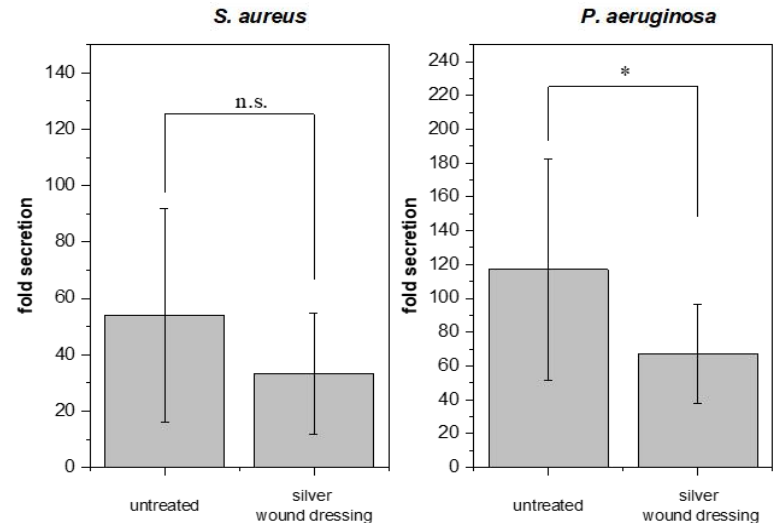 S. aureus
P. aeruginosa
140
120
100
80
60
40
20
0
fold secretion
n.s.
untreated
silver
wound dressing
240
220
200
180
160
140
120
100
80
60
40
20
0
fold secretion
*
untreated
silver
wound dressing